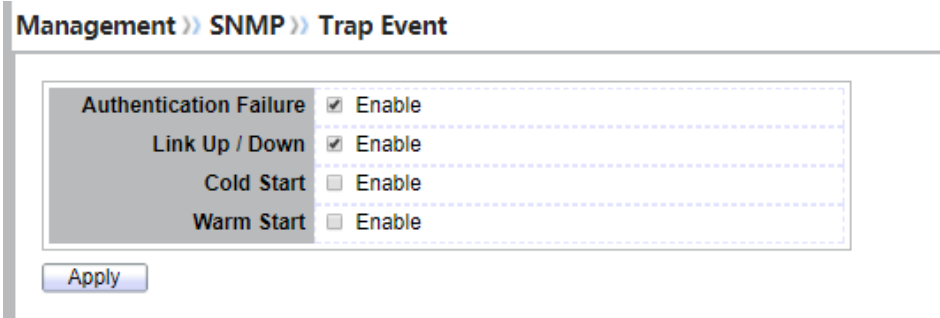 Management » SNMP » Trap Event
Authentication Failure Enable
Link Up / Down Enable
Cold Start Enable
Warm Start Enable
Apply